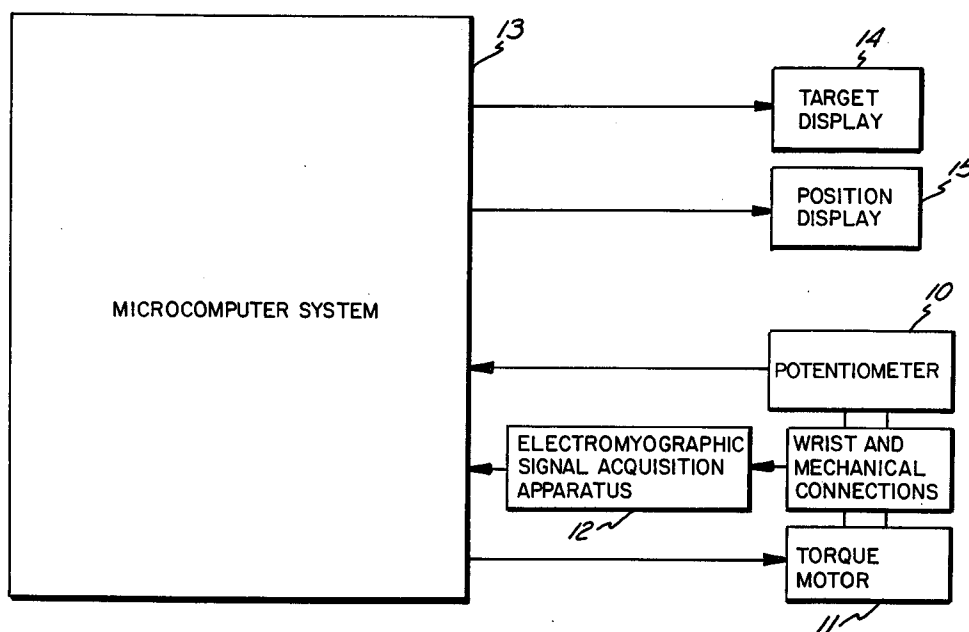 13
14
TARGET
DISPLAY
15
POSITION
DISPLAY
MICROCOMPUTER SYSTEM
10
POTENTIOMETER
ELECTROMYOGRAPHIC
SIGNAL ACQUISITION
APPARATUS
12
WRIST AND
MECHANICAL
CONNECTIONS
TORQUE
MOTOR
11